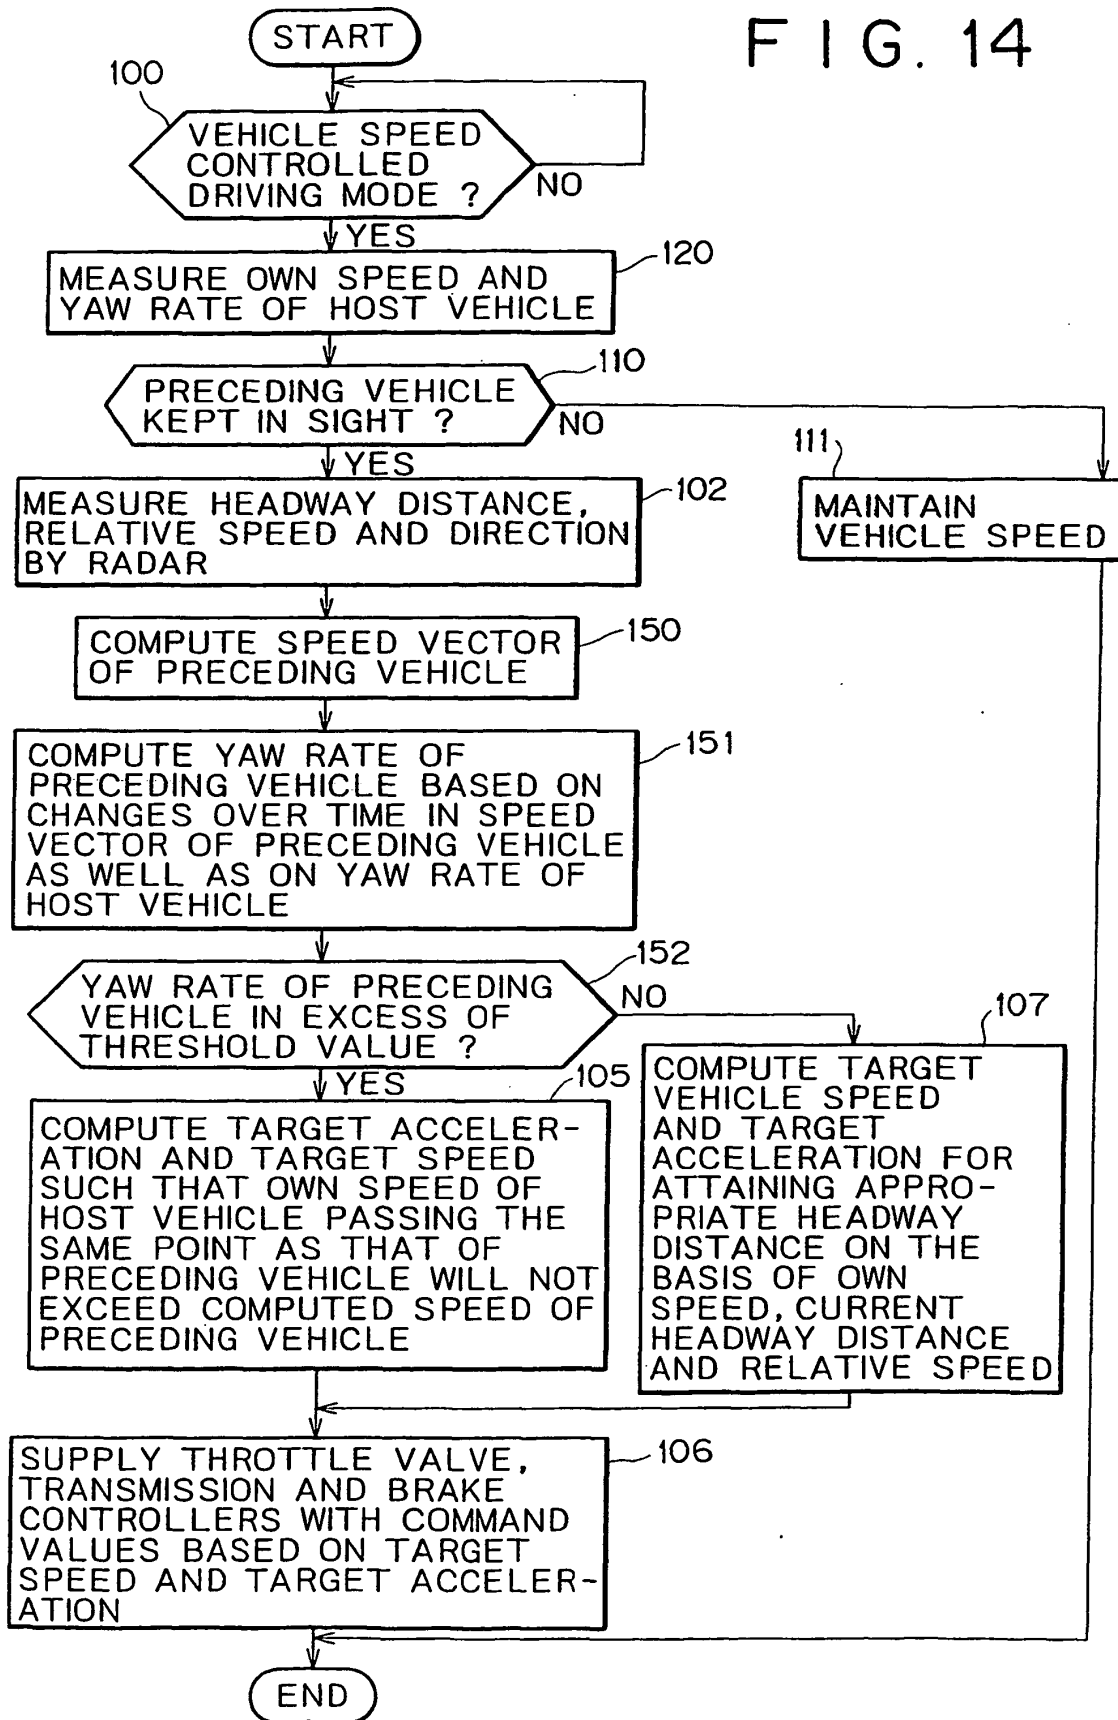 FIG. 14
START
100
VEHICLE SPEED
CONTROLLED
DRIVING MODE ?
NO
YES
120
MEASURE OWN SPEED AND
YAW RATE OF HOST VEHICLE
110
PRECEDING VEHICLE
KEPT IN SIGHT ?
NO
YES
111
MAINTAIN
VEHICLE SPEED
102
MEASURE HEADWAY DISTANCE,
RELATIVE SPEED AND DIRECTION
BY RADAR
150
COMPUTE SPEED VECTOR
OF PRECEDING VEHICLE
151
COMPUTE YAW RATE OF
PRECEDING VEHICLE BASED ON
CHANGES OVER TIME IN SPEED
VECTOR OF PRECEDING VEHICLE
AS WELL AS ON YAW RATE OF
HOST VEHICLE
152
YAW RATE OF PRECEDING
VEHICLE IN EXCESS OF
THRESHOLD VALUE ?
NO
YES
105
COMPUTE TARGET ACCELER-
ATION AND TARGET SPEED
SUCH THAT OWN SPEED OF
HOST VEHICLE PASSING THE
SAME POINT AS THAT OF
PRECEDING VEHICLE WILL NOT
EXCEED COMPUTED SPEED OF
PRECEDING VEHICLE
107
COMPUTE TARGET
VEHICLE SPEED
AND TARGET
ACCELERATION FOR
ATTAINING APPRO-
PRIATE HEADWAY
DISTANCE ON THE
BASIS OF OWN
SPEED, CURRENT
HEADWAY DISTANCE
AND RELATIVE SPEED
106
SUPPLY THROTTLE VALVE,
TRANSMISSION AND BRAKE
CONTROLLERS WITH COMMAND
VALUES BASED ON TARGET
SPEED AND TARGET ACCELER-
ATION
END